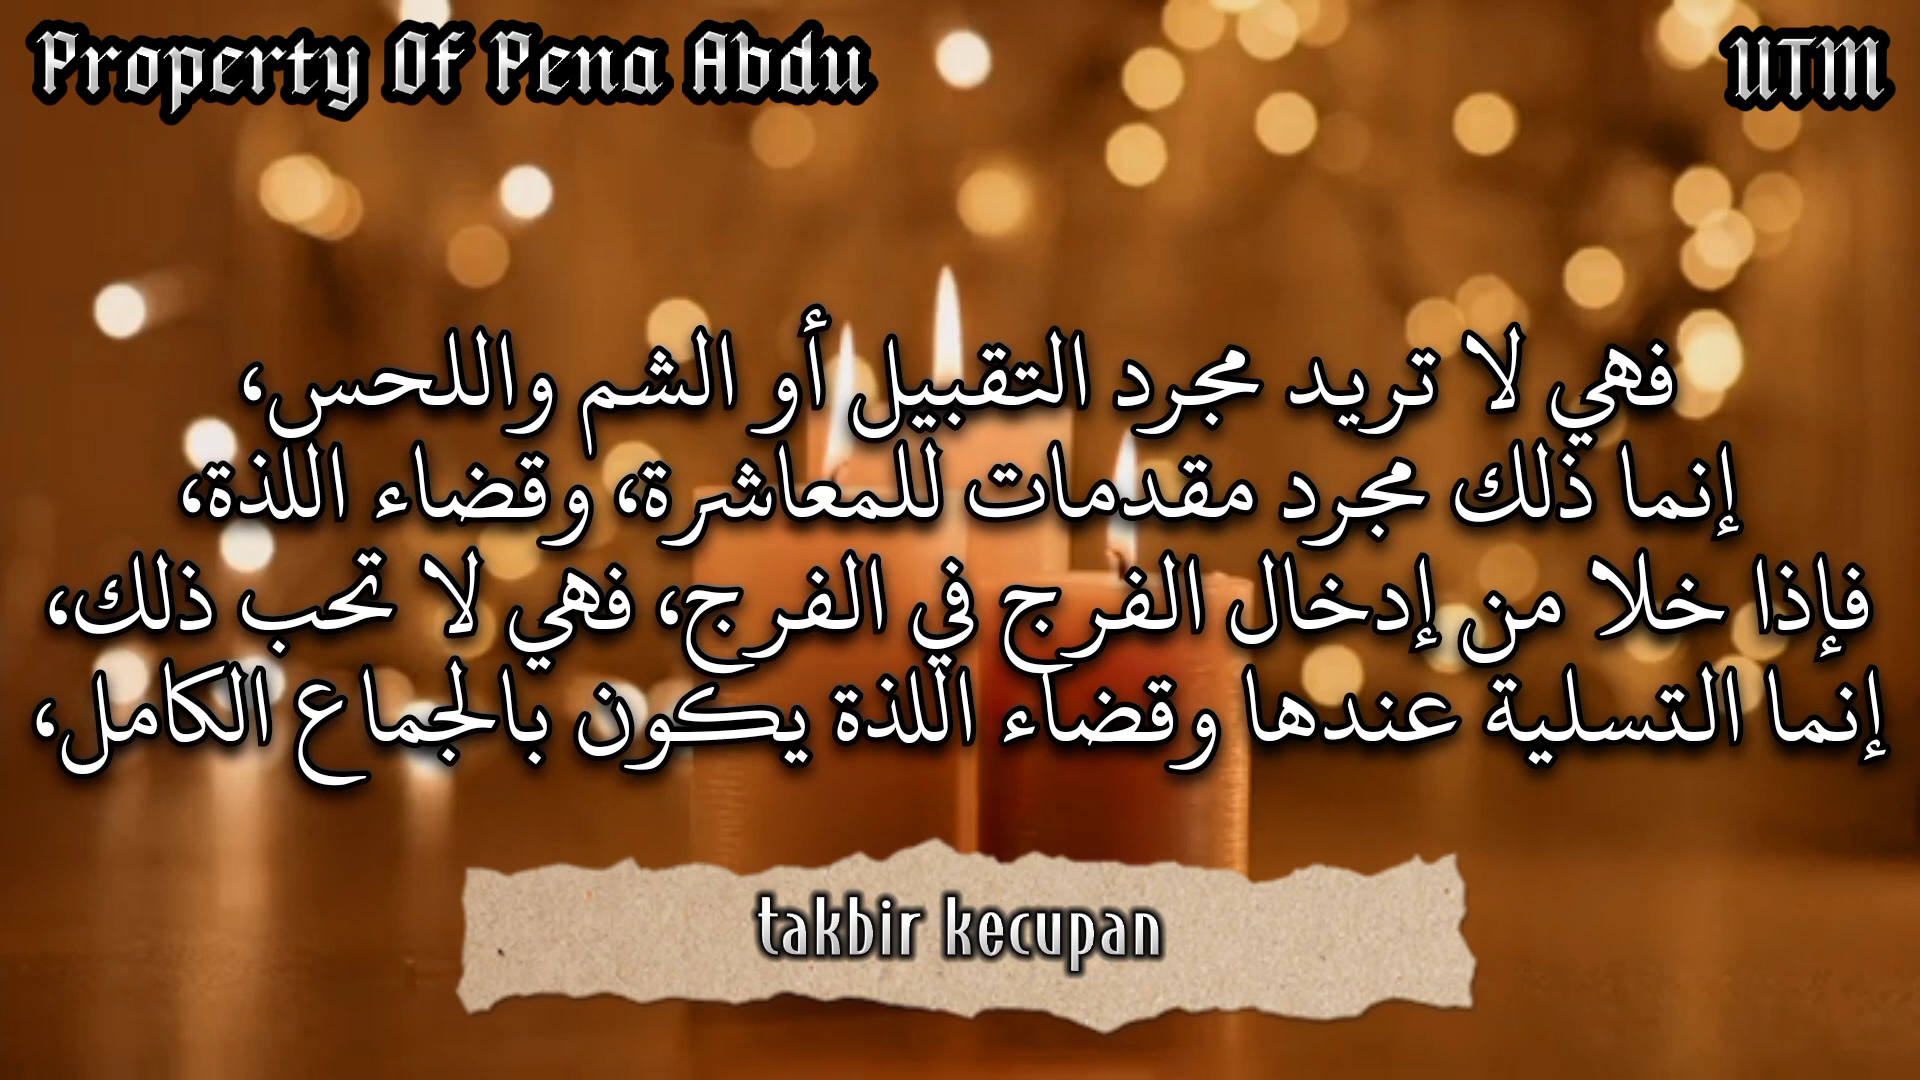 Property Of Pena Abdu
UTM
فهي لا تريد مجرد التقبيل أو الشم واللحس،
إنما ذلك مجرد مقدمات للمعاشرة، وقضاء اللذة،
فإذا خلا من إدخال الفرج في الفرج، فهي لا تحب ذلك،
إنما التسلية عندها وقضاء اللذة يكون بالجماع الكامل،
takbir kecupan